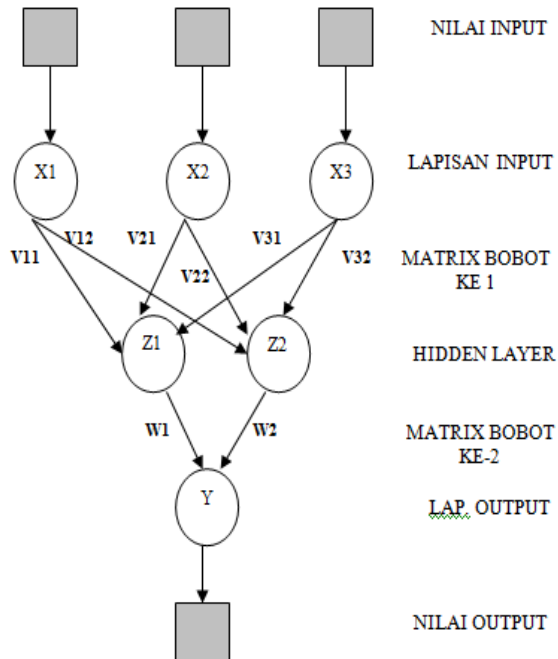 NILAI INPUT
X1 X2 X3 LAPISAN INPUT
V11 V12 V21 V22 V31 V32
MATRIX BOBOT
KE 1
Z1 Z2 HIDDEN LAYER
W1 W2
MATRIX BOBOT
KE-2
Y LAP. OUTPUT
NILAI OUTPUT